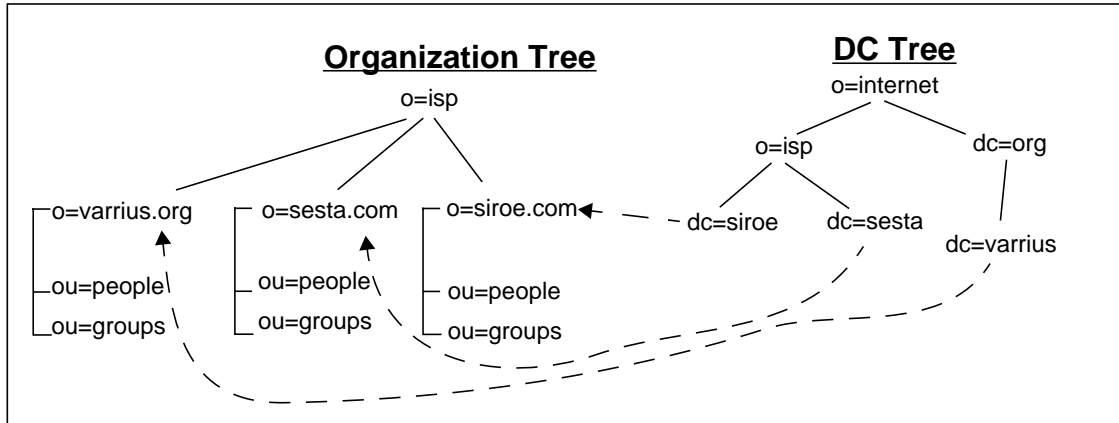 Organization Tree
DC Tree
o=isp
o=internet
o=isp
dc=org
o=varrius.org
o=sesta.com
o=siroe.com
dc=siroe
dc=sesta
dc=varrius
ou=people
ou=people
ou=people
ou=groups
ou=groups
ou=groups